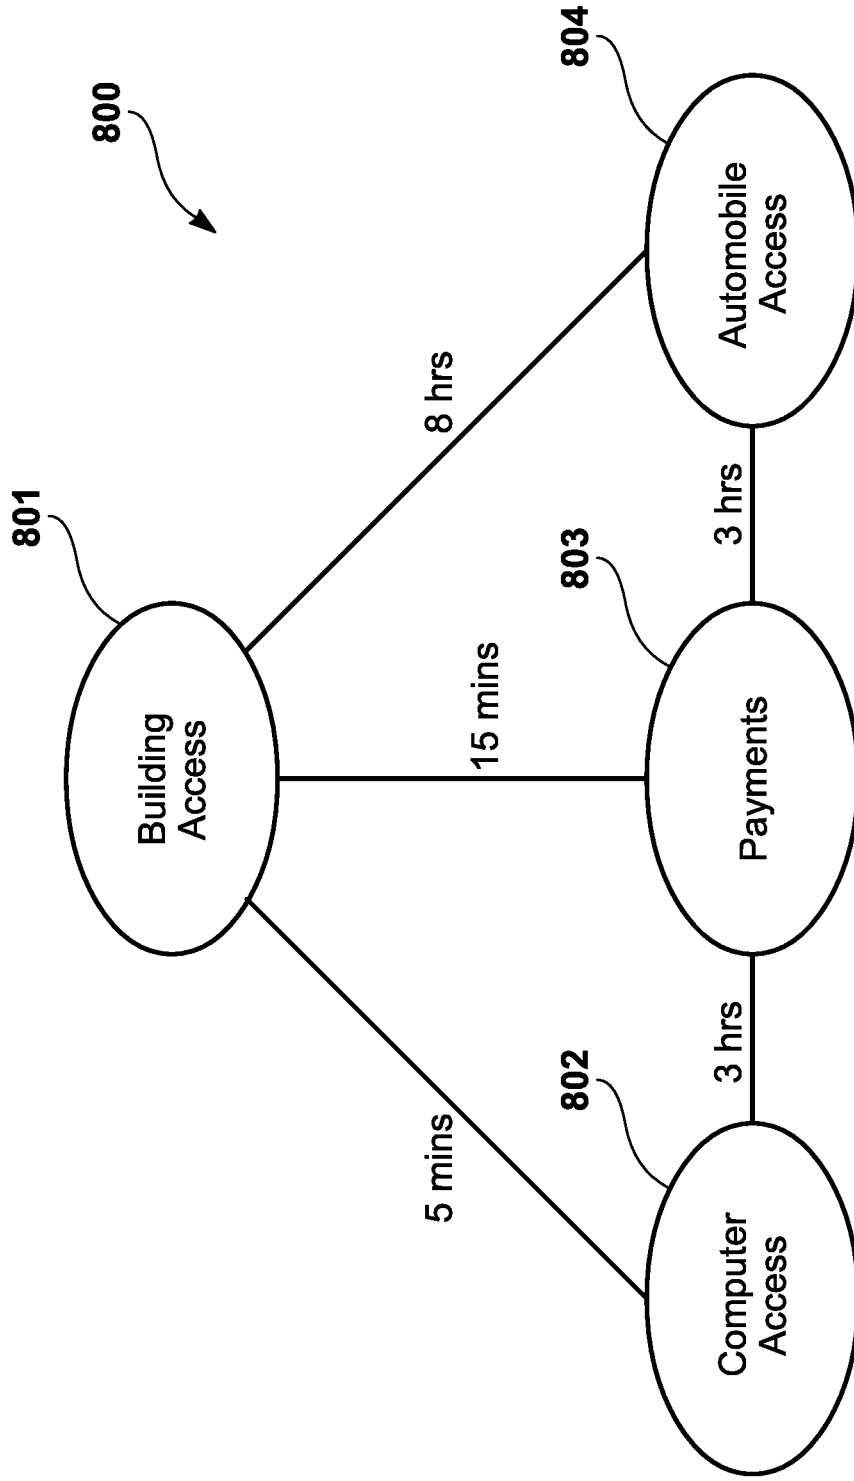 800
801
Building
Access
5 mins
15 mins
8 hrs
802
803
804
Computer
Access
3 hrs
Payments
3 hrs
Automobile
Access